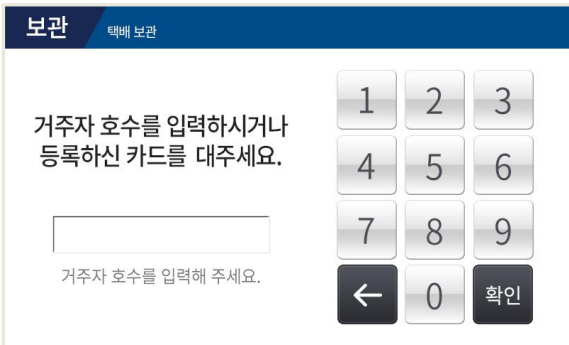 보관
택배 보관
거주자 호수를 입력하시거나
등록하신 카드를 대주세요.
거주자 호수를 입력해 주세요.
1 2 3
4 5 6
7 8 9
← 0 확인